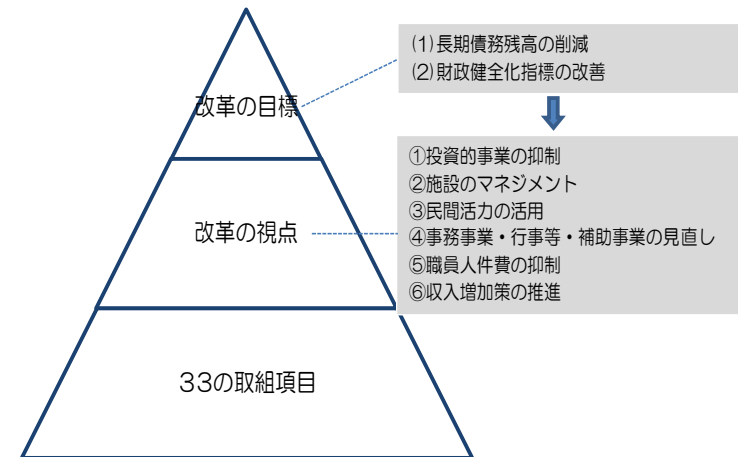 改革の目標
(1)長期債務残高の削減
(2)財政健全化指標の改善
改革の視点
①投資的事業の抑制
②施設のマネジメント
③民間活力の活用
④事務事業・行事等・補助事業の見直し
⑤職員人件費の抑制
⑥収入増加策の推進
33の取組項目